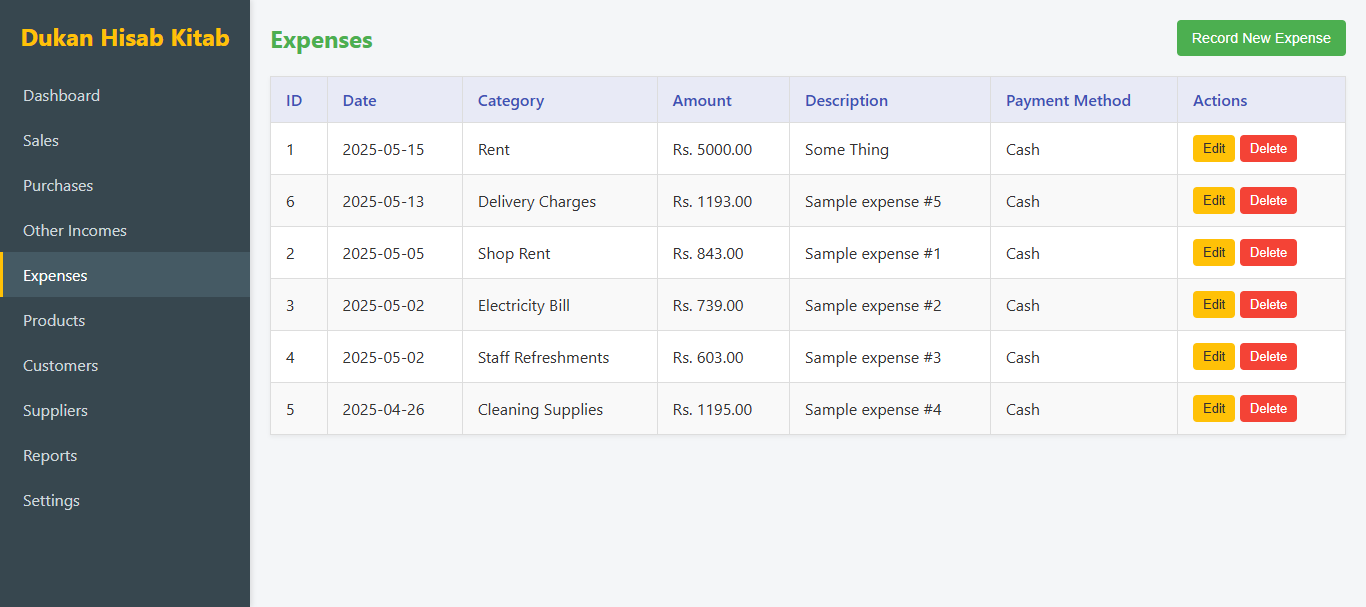 Dukan Hisab Kitab
Dashboard
Sales
Purchases
Other Incomes
Expenses
Products
Customers
Suppliers
Reports
Settings
Expenses
Record New Expense
ID Date Category Amount Description Payment Method Actions
1 2025-05-15 Rent Rs. 5000.00 Some Thing Cash Edit Delete
6 2025-05-13 Delivery Charges Rs. 1193.00 Sample expense #5 Cash Edit Delete
2 2025-05-05 Shop Rent Rs. 843.00 Sample expense #1 Cash Edit Delete
3 2025-05-02 Electricity Bill Rs. 739.00 Sample expense #2 Cash Edit Delete
4 2025-05-02 Staff Refreshments Rs. 603.00 Sample expense #3 Cash Edit Delete
5 2025-04-26 Cleaning Supplies Rs. 1195.00 Sample expense #4 Cash Edit Delete